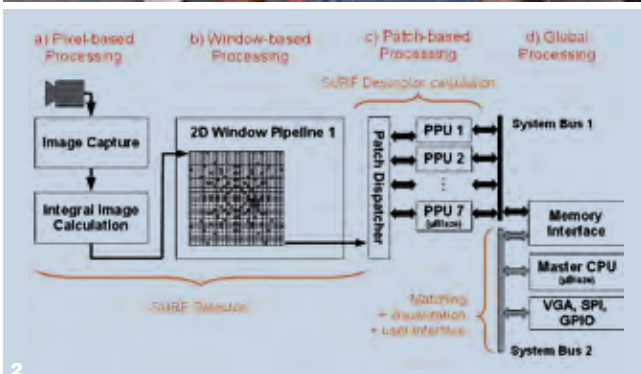 a) Pixel-based
Processing
b) Window-based
Processing
c) Patch-based
Processing
d) Global
Processing
SURF Descriptor calculation
Image Capture
Integral Image
Calculation
2D Window Pipeline 1
Patch Dispatcher
PPU 1
PPU 2
⋮
PPU 7
(µBlaze)
System Bus 1
Memory
Interface
Master CPU
(µBlaze)
VGA, SPI,
GPIO
System Bus 2
SURF Detector
Matching
+ visualization
+ user interface
2